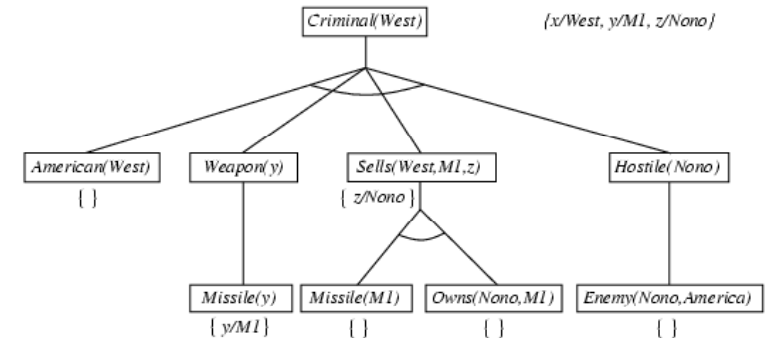 Criminal(West) {x/West, y/M1, z/Nono}
American(West) Weapon(y) Sells(West,M1,z) Hostile(Nono)
{ } { z/Nono }
Missile(y) Missile(M1) Owns(Nono,M1) Enemy(Nono,America)
{ y/M1 } { } { } { }